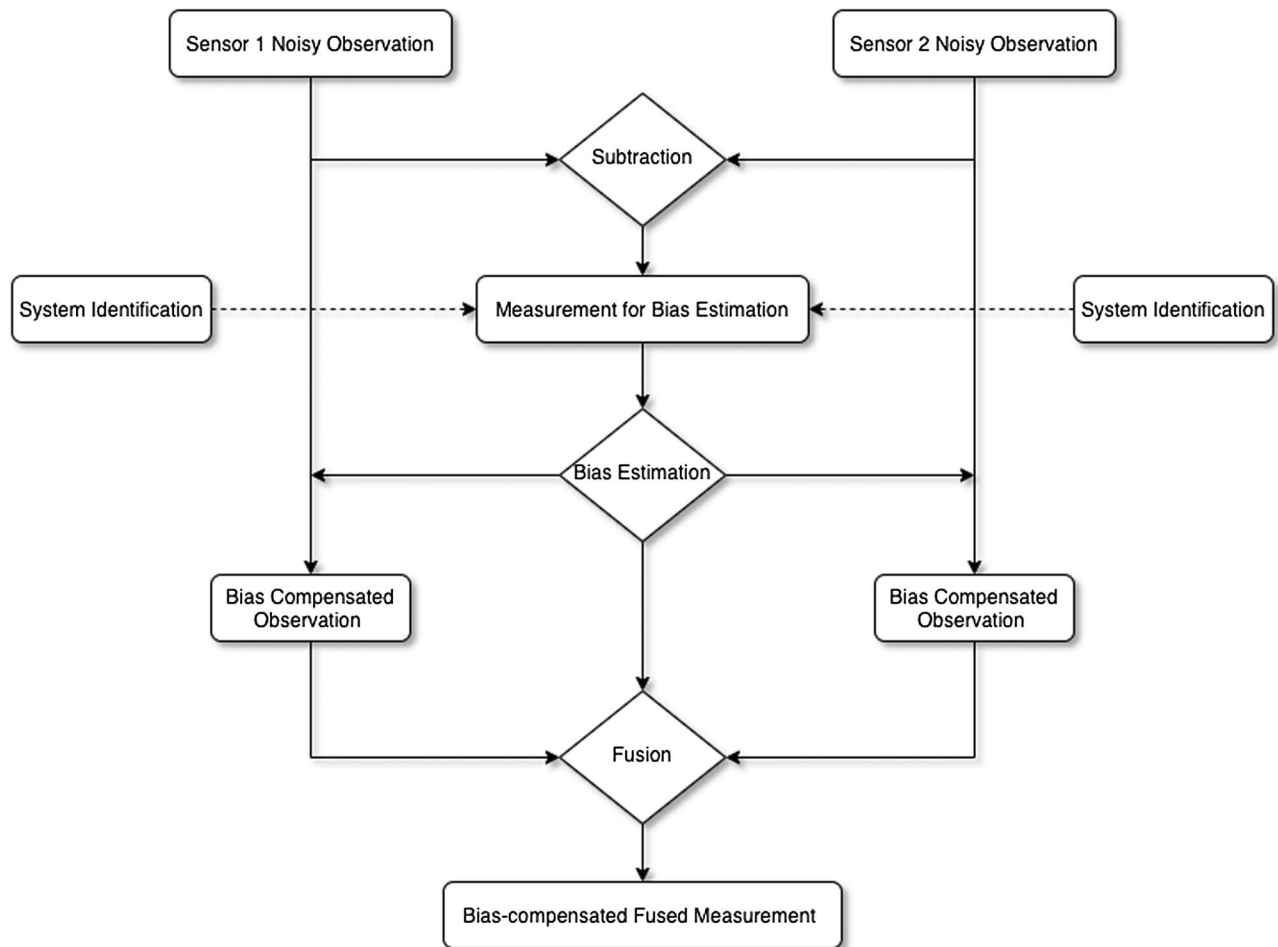 Sensor 1 Noisy Observation
Sensor 2 Noisy Observation
Subtraction
System Identification
Measurement for Bias Estimation
System Identification
Bias Estimation
Bias Compensated
Observation
Bias Compensated
Observation
Fusion
Bias-compensated Fused Measurement